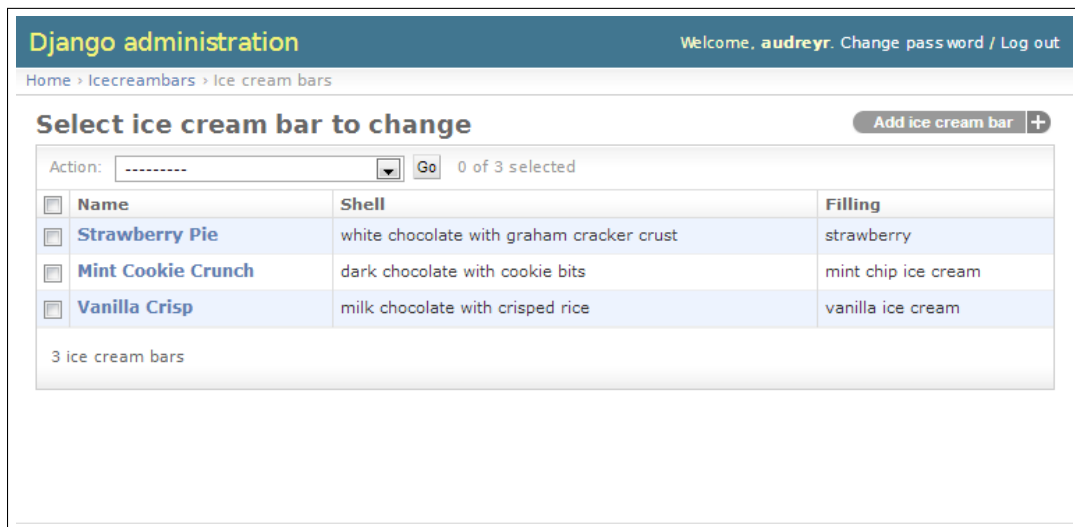 Django administration
Welcome, audreyr. Change password / Log out
Home › Icecreambars › Ice cream bars
Select ice cream bar to change
Add ice cream bar +
Action: --------- Go 0 of 3 selected
Name Shell Filling
Strawberry Pie white chocolate with graham cracker crust strawberry
Mint Cookie Crunch dark chocolate with cookie bits mint chip ice cream
Vanilla Crisp milk chocolate with crisped rice vanilla ice cream
3 ice cream bars